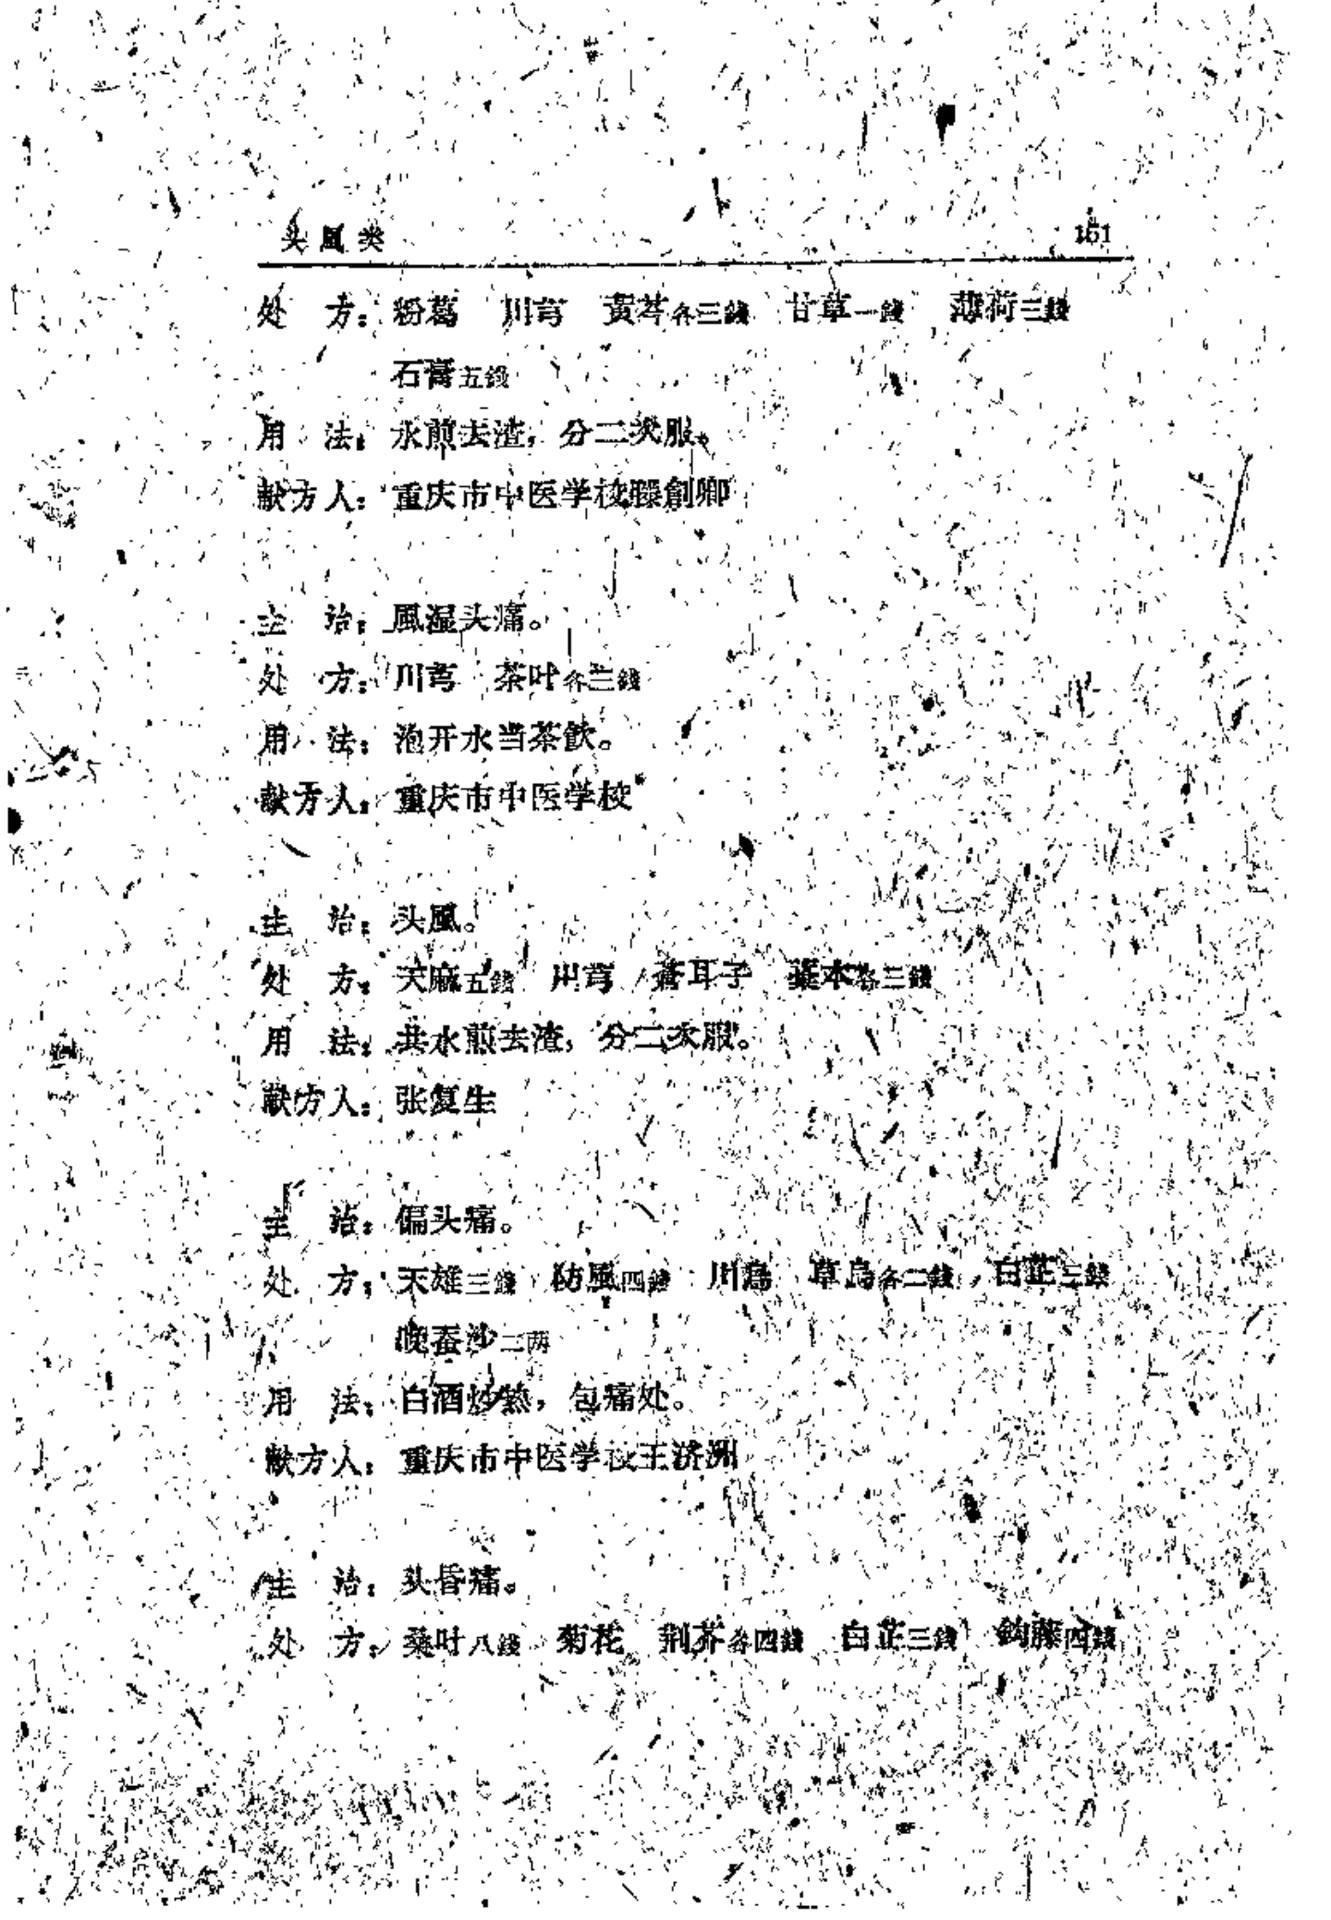 头風类 161
处 方：粉葛 川芎 黄芩各三錢 甘草一錢 薄荷三錢
石膏五錢
用 法：水煎去渣，分二次服。
献方人：重庆市中医学校創卿
主 治：風湿头痛。
处 方：川芎 茶叶各三錢
用 法：泡开水当茶飲。
献方人：重庆市中医学校
主 治：头風。
处 方：天麻五錢 川芎 蒼耳子 藁本各三錢
用 法：共水煎去渣，分二次服。
献方人：张复生
主 治：偏头痛。
处 方：天雄三錢 防風四錢 川烏 草烏各二錢 白芷三錢
晚蚕沙二两
用 法：白酒炒热，包痛处。
献方人：重庆市中医学校王济洲
主 治：头昏痛。
处 方：桑叶八錢 菊花 荆芥各四錢 白芷三錢 鈎藤四錢